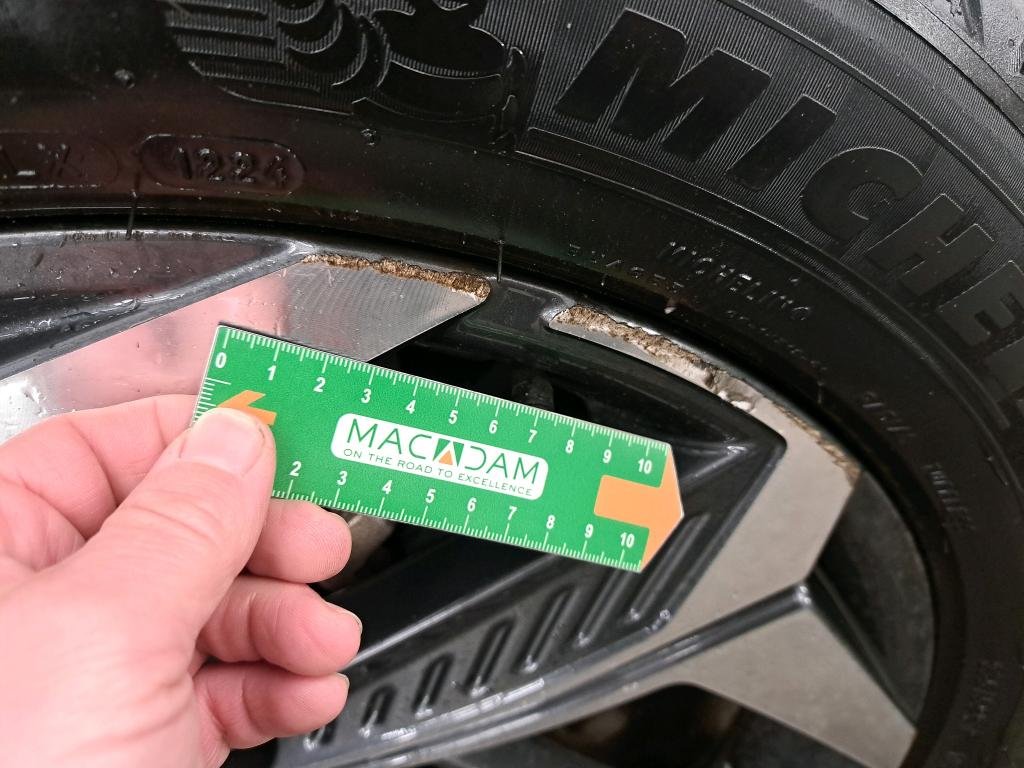 MICHEL
1224
MICHELIN
0 1 2 3 4 5 6 7 8 9 10
MACADAM
ON THE ROAD TO EXCELLENCE
2 3 4 5 6 7 8 9 10